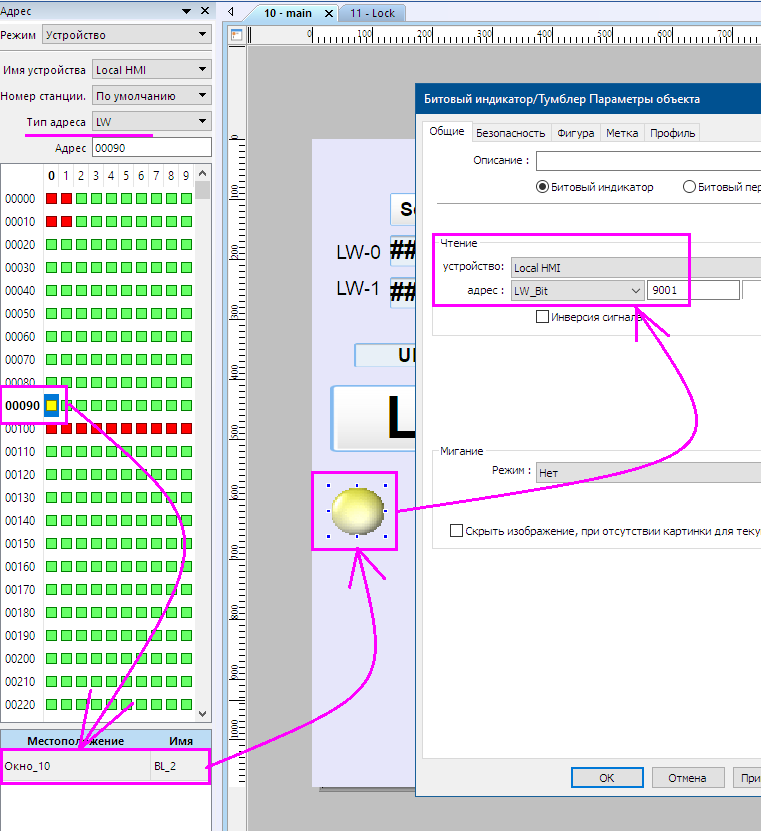 Адрес
Режим Устройство
Имя устройства Local HMI
Номер станции. По умолчанию
Тип адреса LW
Адрес 00090
0 1 2 3 4 5 6 7 8 9
00000
00010
00020
00030
00040
00050
00060
00070
00080
00090
00100
00110
00120
00130
00140
00150
00160
00170
00180
00190
00200
00210
00220
Местоположение Имя
Окно_10 BL_2
10 - main
11 - Lock
0 100 200 300 400 500 600 700
0
100
200
300
400
500
600
700
800
900
1000
LW-0 ##
LW-1 ##
L
Битовый индикатор/Тумблер Параметры объекта
Общие Безопасность Фигура Метка Профиль
Описание :
Битовый индикатор Битовый пер
Чтение
устройство: Local HMI
адрес : LW_Bit 9001
Инверсия сигнала
Мигание
Режим : Нет
Скрыть изображение, при отсутствии картинки для теку
OK Отмена При